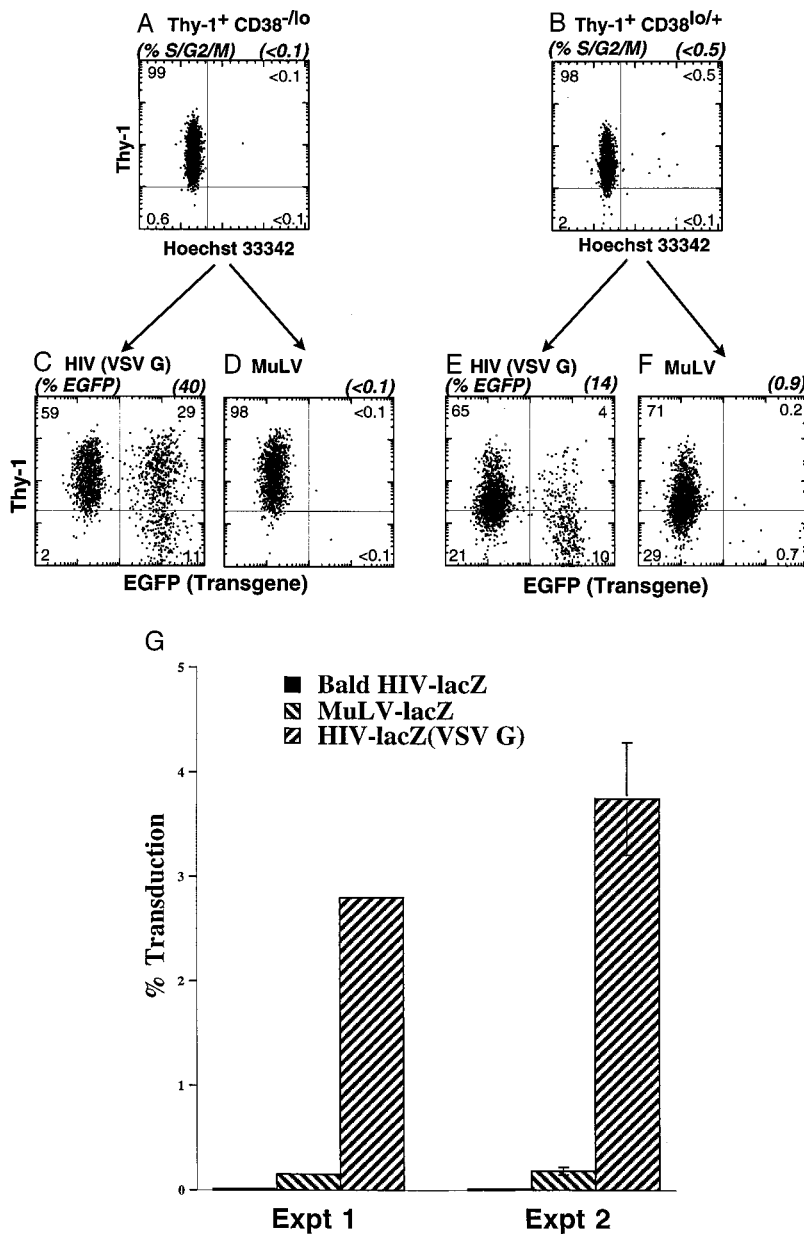 A
Thy-1+ CD38-/lo
(% S/G2/M) (<0.1)
99 <0.1
Thy-1
0.6 <0.1
Hoechst 33342
B
Thy-1+ CD38lo/+
(% S/G2/M) (<0.5)
98 <0.5
2 <0.1
Hoechst 33342
C HIV (VSV G)
(% EGFP) (40)
59 29
Thy-1
2 11
D MuLV
(<0.1)
98 <0.1
<0.1
EGFP (Transgene)
E HIV (VSV G)
(% EGFP) (14)
65 4
21 10
F MuLV
(0.9)
71 0.2
29 0.7
EGFP (Transgene)
G
5
4
3
2
1
0
% Transduction
Bald HIV-lacZ
MuLV-lacZ
HIV-lacZ(VSV G)
Expt 1 Expt 2